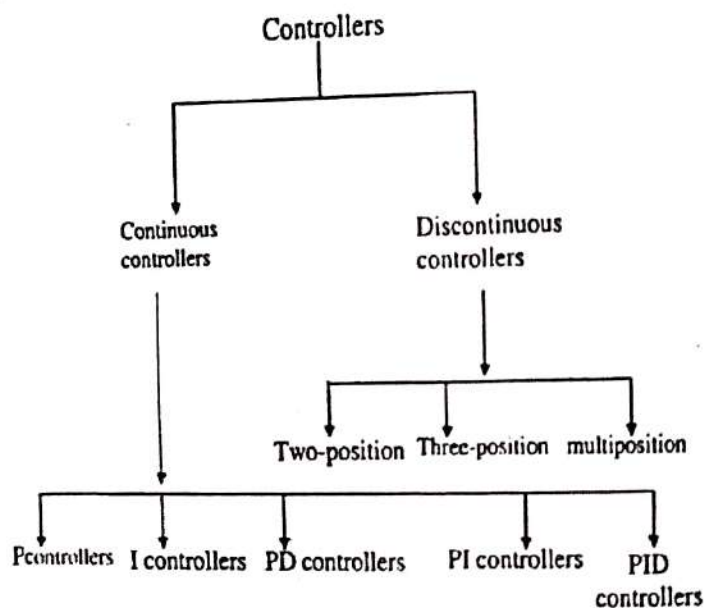 Controllers
Continuous
controllers
Discontinuous
controllers
Two-position Three-position multiposition
Pcontrollers I controllers PD controllers PI controllers PID
controllers